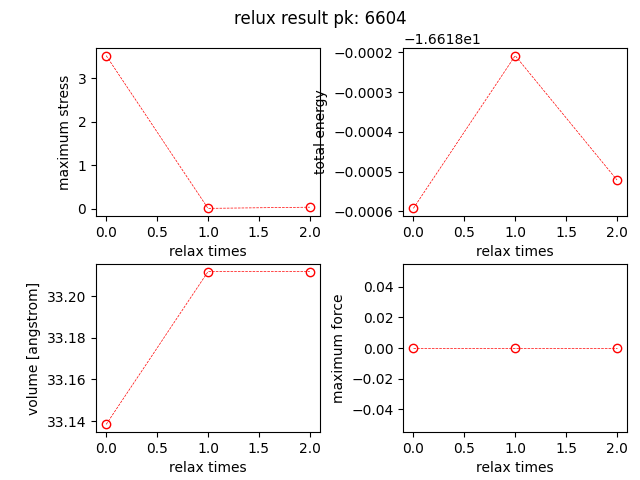 relux result pk: 6604
−1.6618e1
maximum stress
3
2
1
0
0.0 0.5 1.0 1.5 2.0
relax times
total energy
−0.0002
−0.0003
−0.0004
−0.0005
−0.0006
0.0 0.5 1.0 1.5 2.0
relax times
volume [angstrom]
33.20
33.18
33.16
33.14
0.0 0.5 1.0 1.5 2.0
relax times
maximum force
0.04
0.02
0.00
−0.02
−0.04
0.0 0.5 1.0 1.5 2.0
relax times